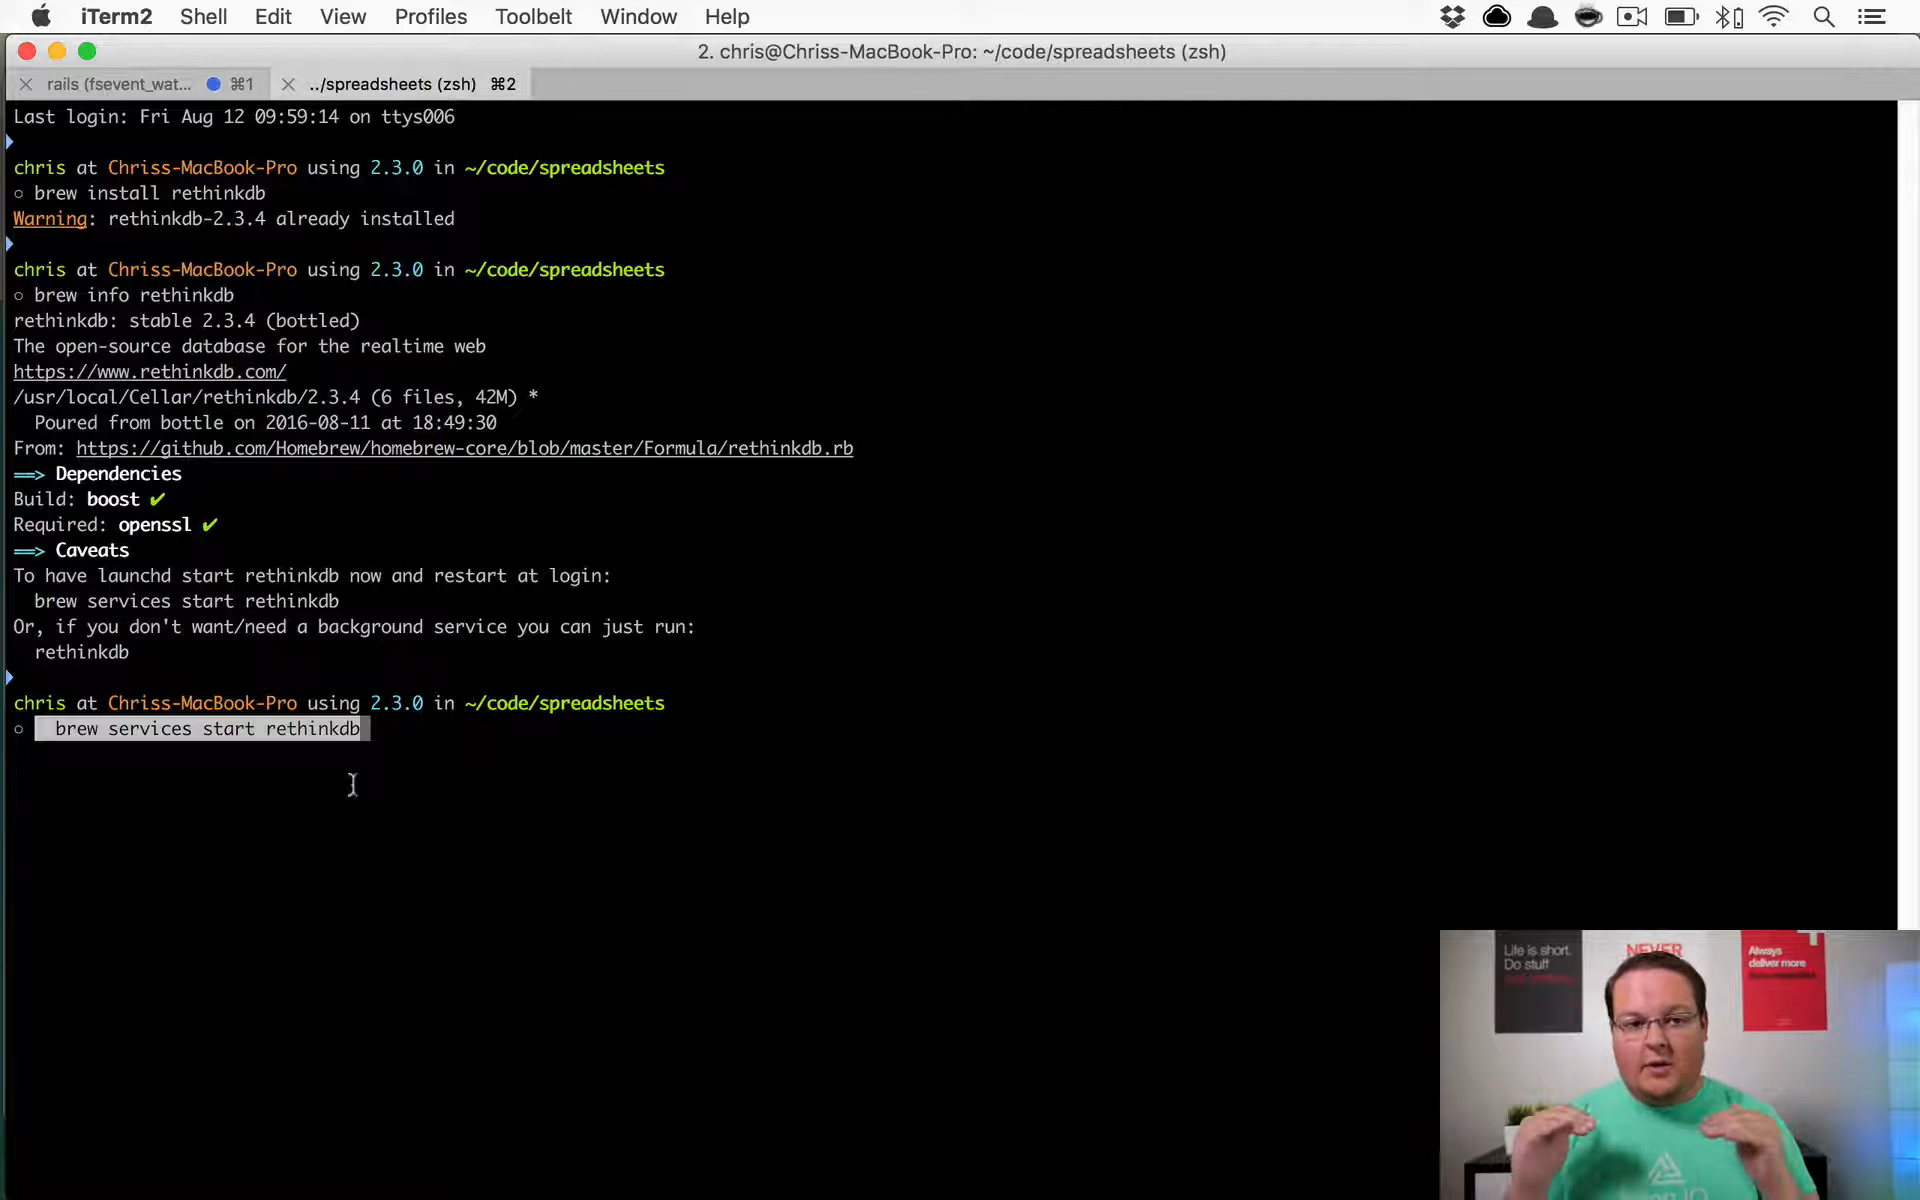 iTerm2 Shell Edit View Profiles Toolbelt Window Help
2. chris@Chriss-MacBook-Pro: ~/code/spreadsheets (zsh)
rails (fsevent_wat... ⌘1 ../spreadsheets (zsh) ⌘2
Last login: Fri Aug 12 09:59:14 on ttys006
chris at Chriss-MacBook-Pro using 2.3.0 in ~/code/spreadsheets
○ brew install rethinkdb
Warning: rethinkdb-2.3.4 already installed
chris at Chriss-MacBook-Pro using 2.3.0 in ~/code/spreadsheets
○ brew info rethinkdb
rethinkdb: stable 2.3.4 (bottled)
The open-source database for the realtime web
https://www.rethinkdb.com/
/usr/local/Cellar/rethinkdb/2.3.4 (6 files, 42M) *
Poured from bottle on 2016-08-11 at 18:49:30
From: https://github.com/Homebrew/homebrew-core/blob/master/Formula/rethinkdb.rb
==> Dependencies
Build: boost ✔
Required: openssl ✔
==> Caveats
To have launchd start rethinkdb now and restart at login:
brew services start rethinkdb
Or, if you don't want/need a background service you can just run:
rethinkdb
chris at Chriss-MacBook-Pro using 2.3.0 in ~/code/spreadsheets
○ brew services start rethinkdb
Life is short.
Do stuff
NEVER
Always
deliver more